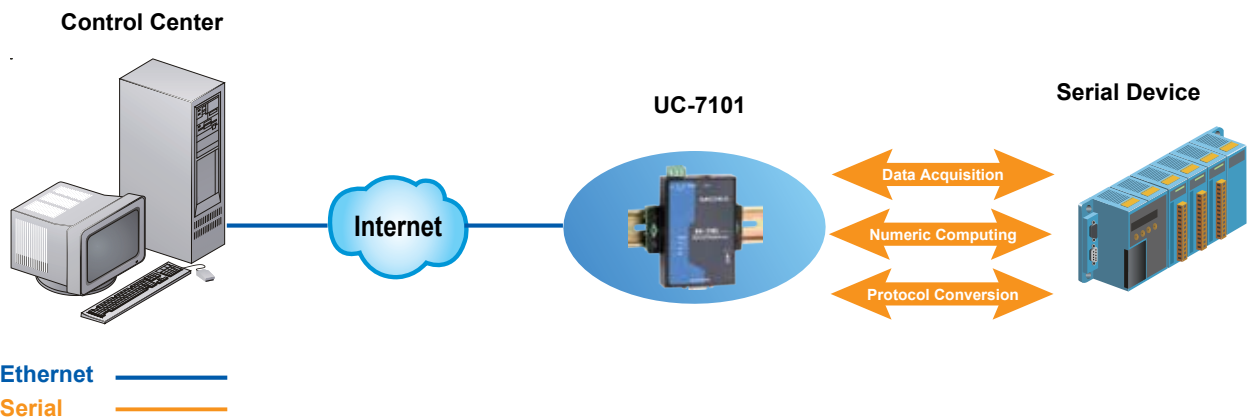 Control Center
UC-7101
Serial Device
Internet
Data Acquisition
Numeric Computing
Protocol Conversion
Ethernet
Serial